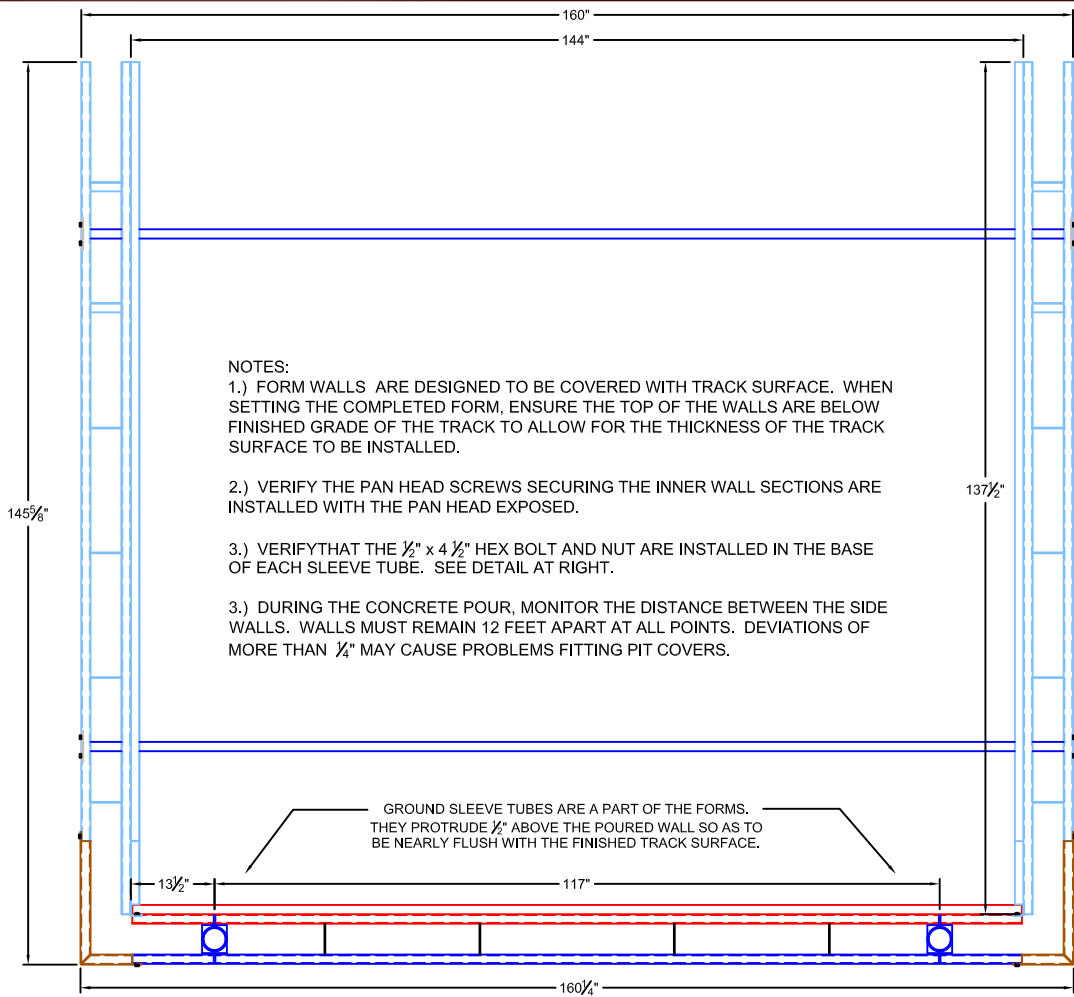 160"
144"
NOTES:
1.) FORM WALLS ARE DESIGNED TO BE COVERED WITH TRACK SURFACE. WHEN
SETTING THE COMPLETED FORM, ENSURE THE TOP OF THE WALLS ARE BELOW
FINISHED GRADE OF THE TRACK TO ALLOW FOR THE THICKNESS OF THE TRACK
SURFACE TO BE INSTALLED.
2.) VERIFY THE PAN HEAD SCREWS SECURING THE INNER WALL SECTIONS ARE
INSTALLED WITH THE PAN HEAD EXPOSED.
137½"
145⅝"
3.) VERIFYTHAT THE ½" x 4 ½" HEX BOLT AND NUT ARE INSTALLED IN THE BASE
OF EACH SLEEVE TUBE. SEE DETAIL AT RIGHT.
3.) DURING THE CONCRETE POUR, MONITOR THE DISTANCE BETWEEN THE SIDE
WALLS. WALLS MUST REMAIN 12 FEET APART AT ALL POINTS. DEVIATIONS OF
MORE THAN ¼" MAY CAUSE PROBLEMS FITTING PIT COVERS.
GROUND SLEEVE TUBES ARE A PART OF THE FORMS.
THEY PROTRUDE ½" ABOVE THE POURED WALL SO AS TO
BE NEARLY FLUSH WITH THE FINISHED TRACK SURFACE.
13½"
117"
160¼"